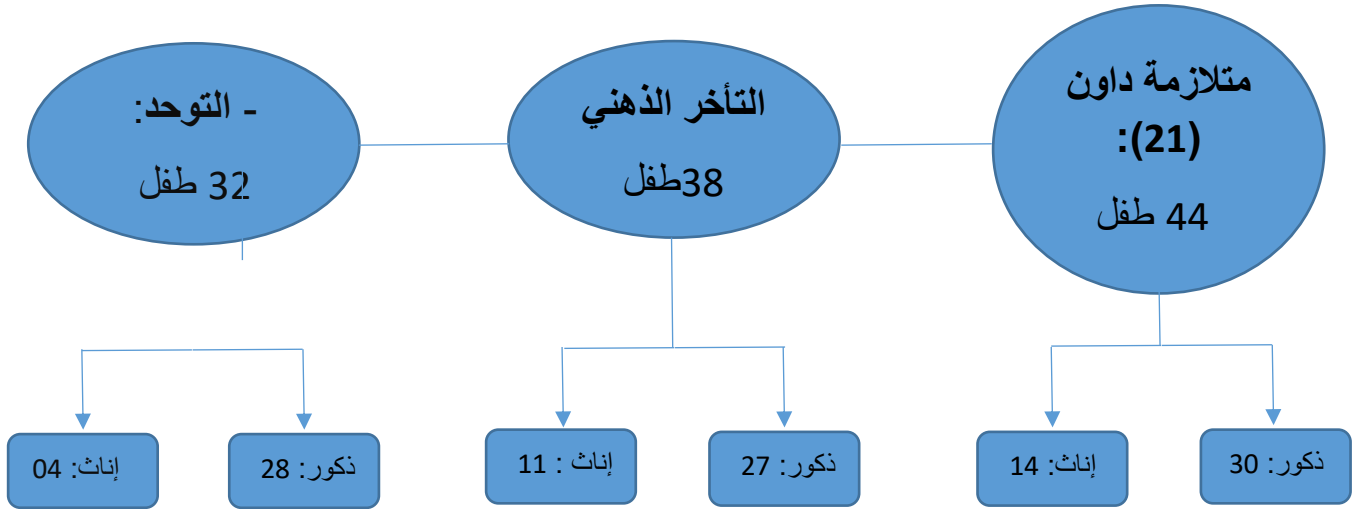 متلازمة داون
(21):
44 طفل
التأخر الذهني
38طفل
- التوحد:
32 طفل
ذكور: 30
إناث: 14
ذكور: 27
إناث : 11
ذكور: 28
إناث: 04